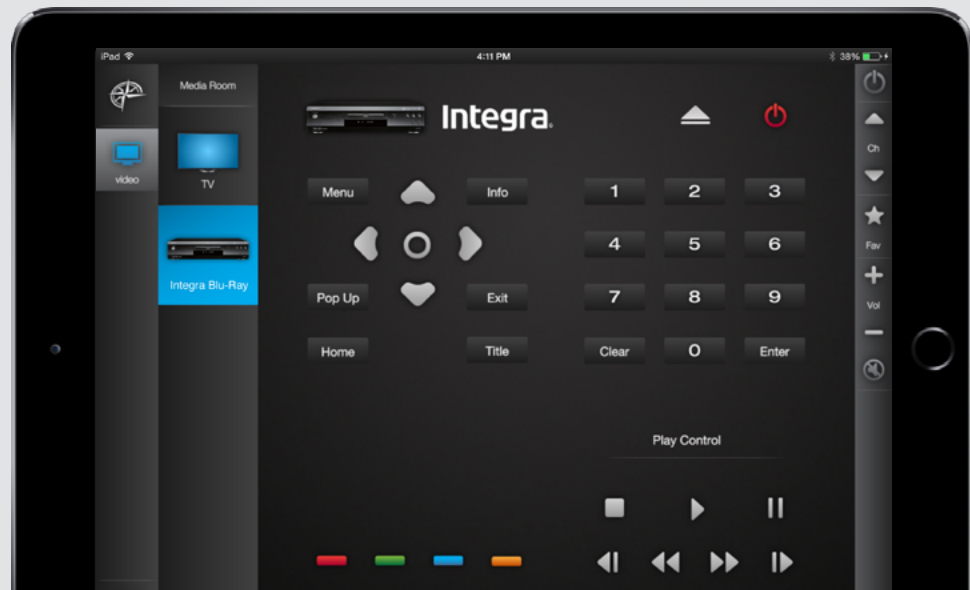 iPad 4:11 PM 38%
Media Room
video
TV
Integra Blu-Ray
Integra®
Menu Info
Pop Up Exit
Home Title
1 2 3
4 5 6
7 8 9
Clear 0 Enter
Play Control
Ch
Fav
Vol